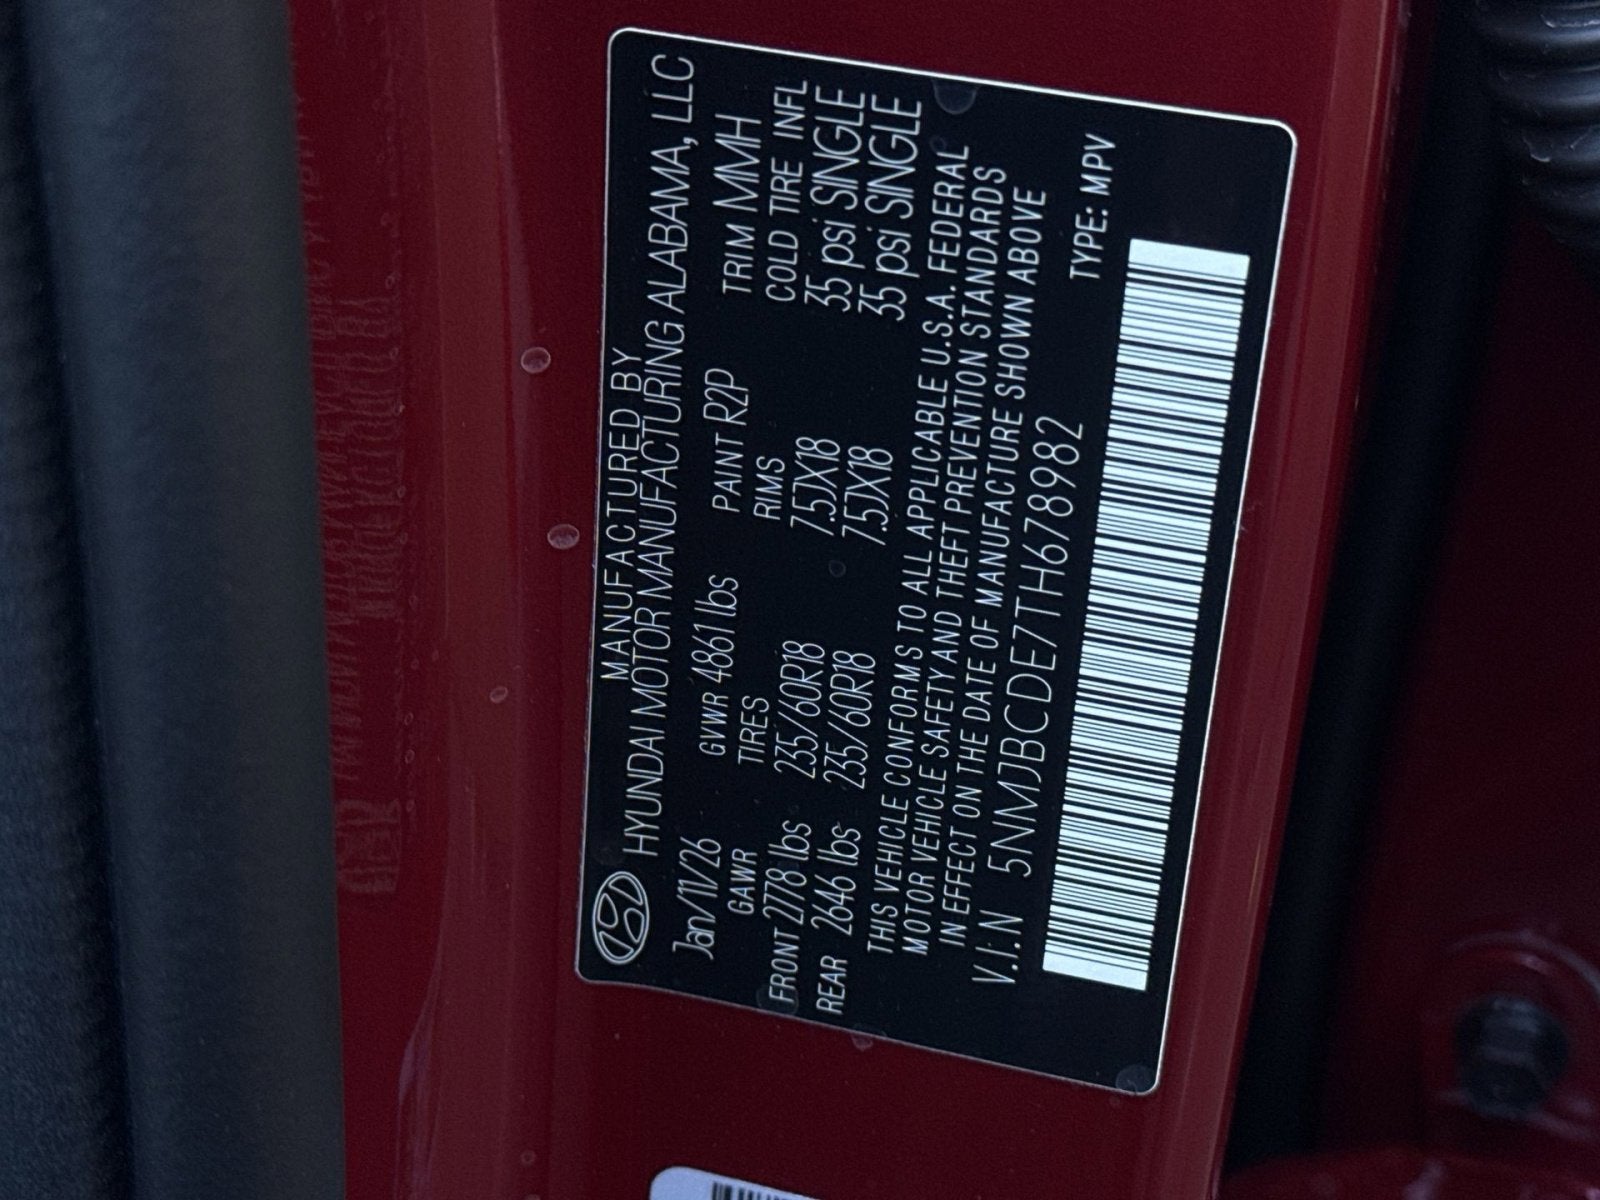 MANUFACTURED BY
HYUNDAI MOTOR MANUFACTURING ALABAMA, LLC
Jan/11/26 GVWR 4861 lbs PAINT R2P TRIM MMH
GAWR TIRES RIMS COLD TIRE INFL
FRONT 2778 lbs 235/60R18 7.5JX18 35 psi SINGLE
REAR 2646 lbs 235/60R18 7.5JX18 35 psi SINGLE
THIS VEHICLE CONFORMS TO ALL APPLICABLE U.S.A. FEDERAL
MOTOR VEHICLE SAFETY AND THEFT PREVENTION STANDARDS
IN EFFECT ON THE DATE OF MANUFACTURE SHOWN ABOVE
V.I.N 5NMJBCDE7TH678982 TYPE: MPV